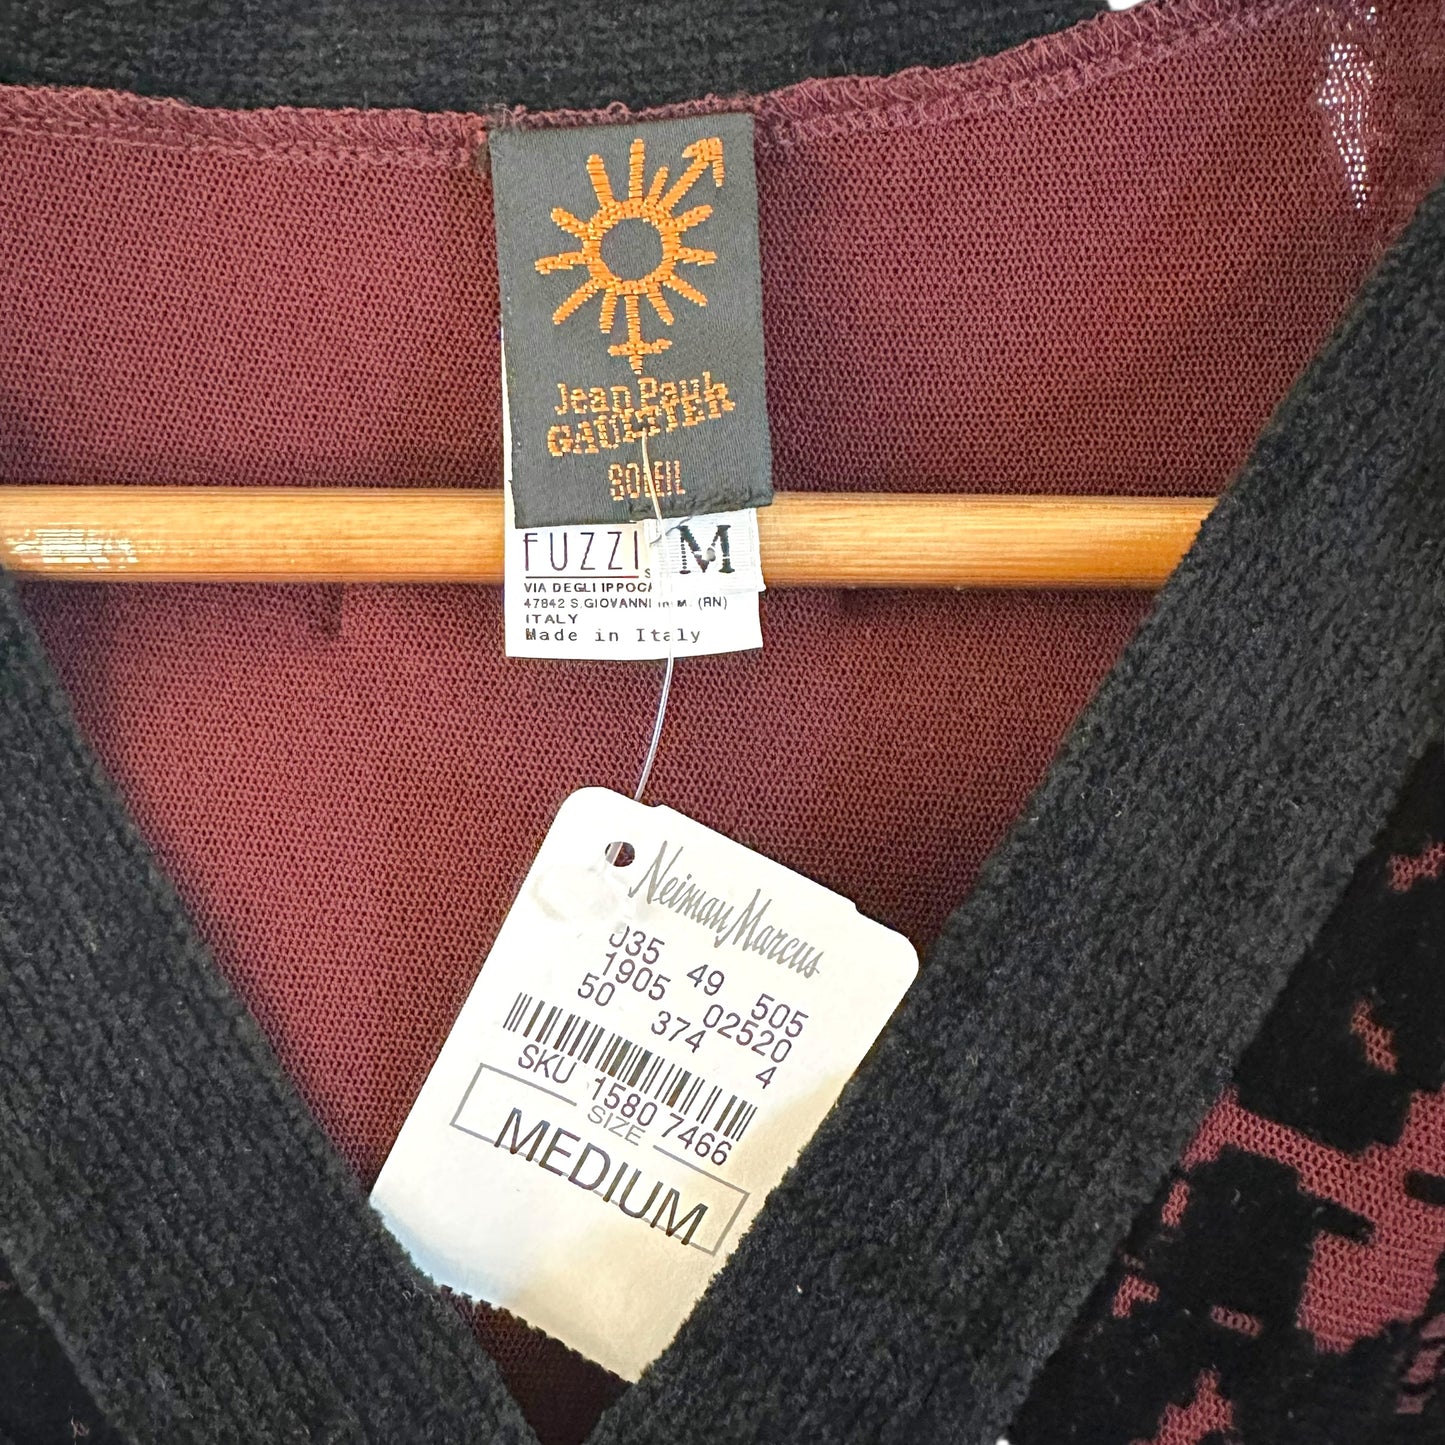 Jean Paul
GAULTIER
SOLEIL
FUZZI
M
47842 S.GIOVANNI IN M. (RN)
ITALY
Made in Italy
Neiman Marcus
035 49 505
1905 02520
50 374 4
SKU 1580 7466
SIZE
MEDIUM
VIA DEGLI